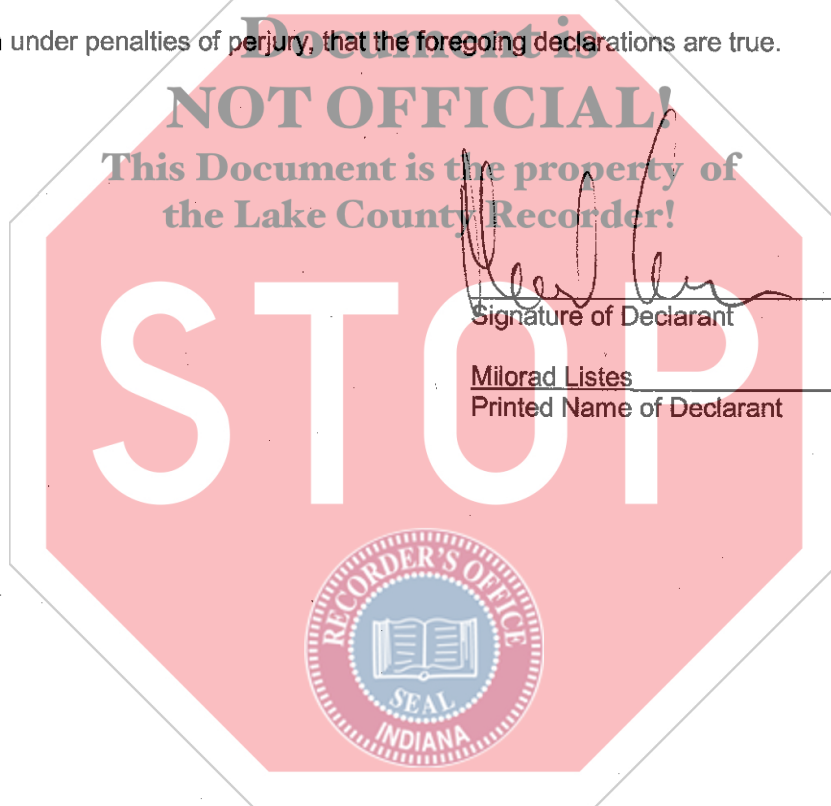 under penalties of perjury, that the foregoing declarations are true.
Document is
NOT OFFICIAL!
This Document is the property of
the Lake County Recorder!
Signature of Declarant
Milorad Listes
Printed Name of Declarant
STOP
RECORDER'S OFFICE
SEAL
INDIANA